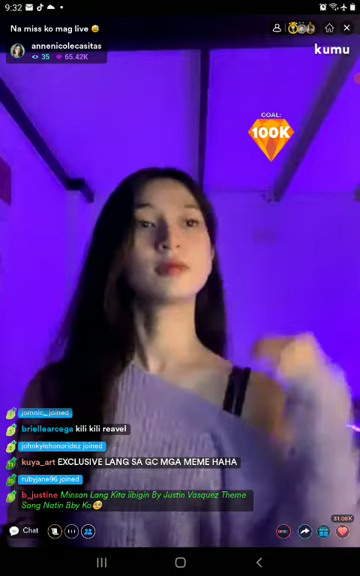 9:32
Na miss ko mag live 😄
annenicolecasitas
35 65.42K
kumu
COAL:
100K
jomnic_ joined
briellearcega kili kili reavel
johnkylehonoridez joined
kuya_art EXCLUSIVE LANG SA GC MGA MEME HAHA
rubyjane96 joined
b_justine Minsan Lang Kita Iibigin By Justin Vasquez Theme
Song Natin Bby Ko😘
31.08K
Chat